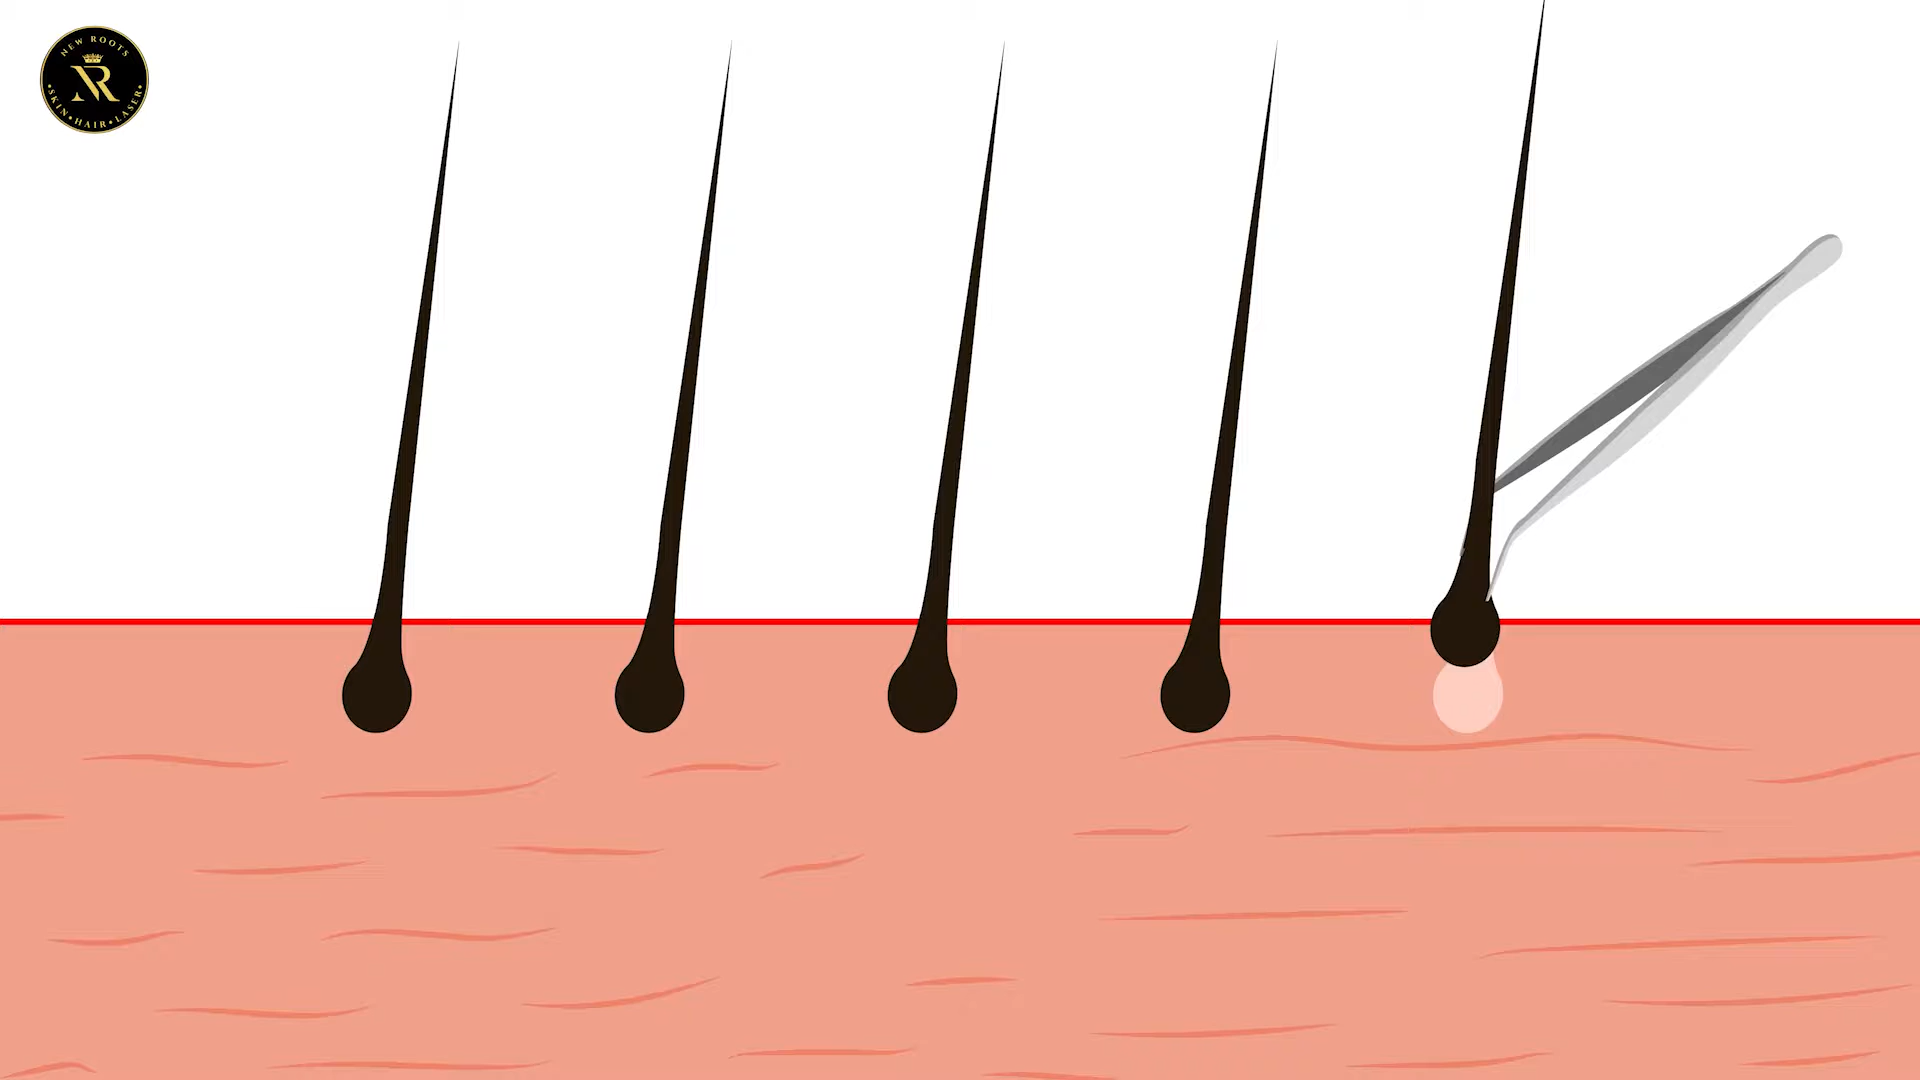 NEW ROOTS
NR
SKIN • HAIR • LASER